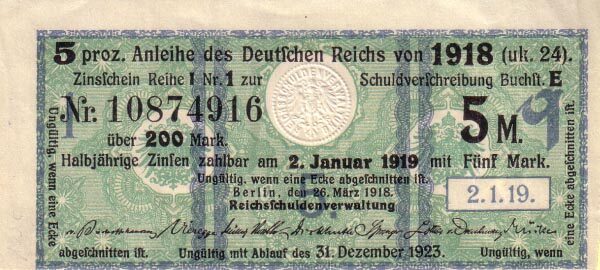 5 proz. Anleihe des Deutſchen Reichs von 1918 (uk. 24).
Zinsſchein Reihe I Nr. 1 zur Schuldverſchreibung Buchſt. E
Nr. 10874916
5 M.
9
über 200 Mark.
Halbjährige Zinſen zahlbar am 2. Januar 1919 mit Fünf Mark.
Ungültig, wenn eine Ecke abgeſchnitten iſt.
Berlin, den 26. März 1918.
Reichsſchuldenverwaltung
2.1.19.
Ungültig mit Ablauf des 31. Dezember 1923.
Ungültig, wenn eine Ecke
abgeſchnitten iſt.
Ungültig, wenn
eine Ecke abgeſchnitten iſt.